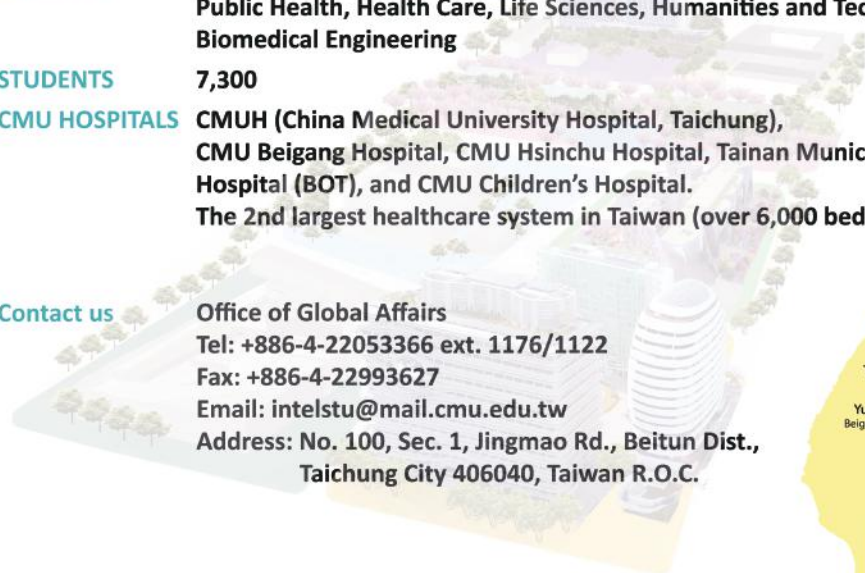 Public Health, Health Care, Life Sciences, Humanities and
Biomedical Engineering
STUDENTS 7,300
CMU HOSPITALS CMUH (China Medical University Hospital, Taichung),
CMU Beigang Hospital, CMU Hsinchu Hospital, Tainan
Hospital (BOT), and CMU Children's Hospital.
The 2nd largest healthcare system in Taiwan (over 6,000
Contact us Office of Global Affairs
Tel: +886-4-22053366 ext. 1176/1122
Fax: +886-4-22993627
Email: intelstu@mail.cmu.edu.tw
Address: No. 100, Sec. 1, Jingmao Rd., Beitun Dist.,
Taichung City 406040, Taiwan R.O.C.